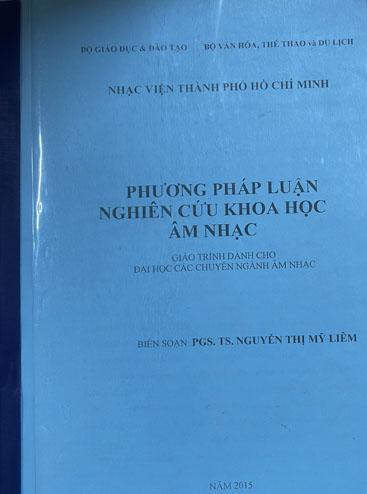 BỘ GIÁO DỤC & ĐÀO TẠO BỘ VĂN HÓA, THỂ THAO và DU LỊCH
NHẠC VIỆN THÀNH PHỐ HỒ CHÍ MINH
PHƯƠNG PHÁP LUẬN
NGHIÊN CỨU KHOA HỌC
ÂM NHẠC
GIÁO TRÌNH DÀNH CHO
ĐẠI HỌC CÁC CHUYÊN NGÀNH ÂM NHẠC
BIÊN SOẠN: PGS. TS. NGUYỄN THỊ MỸ LIÊM
NĂM 2015